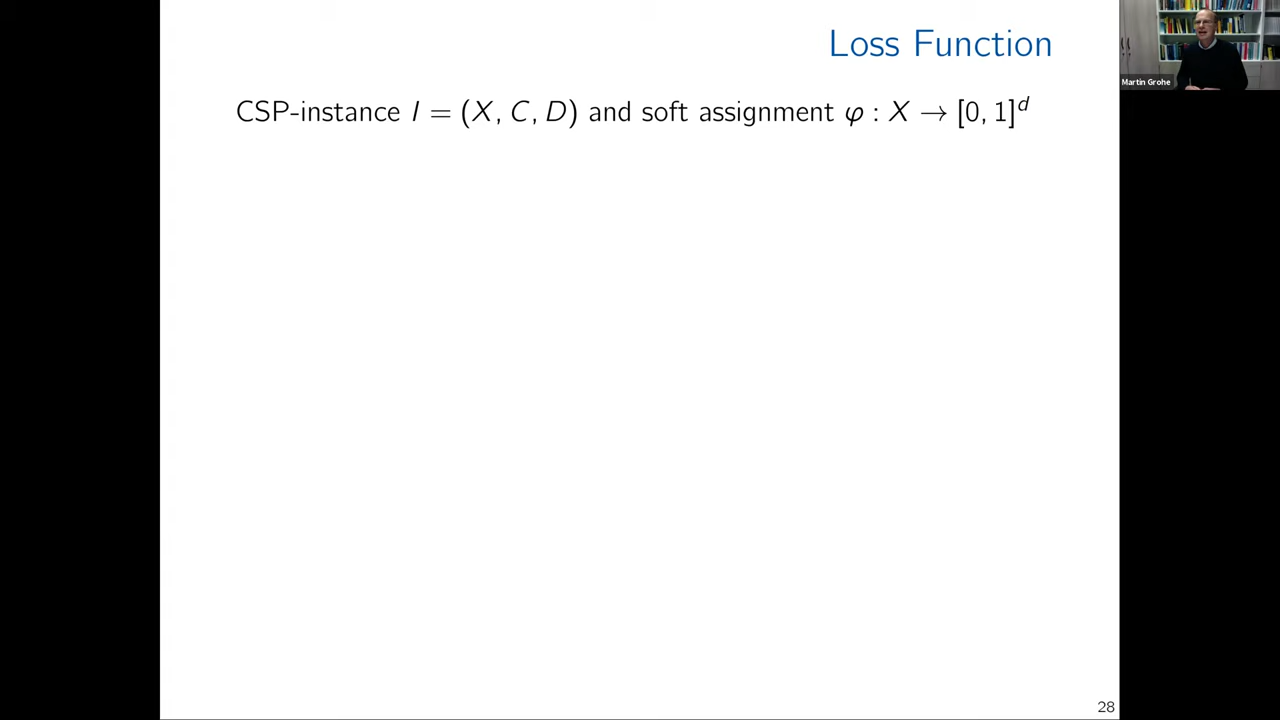 Loss Function
Martin Grohe
CSP-instance I = (X, C, D) and soft assignment φ : X → [0, 1]^d
28